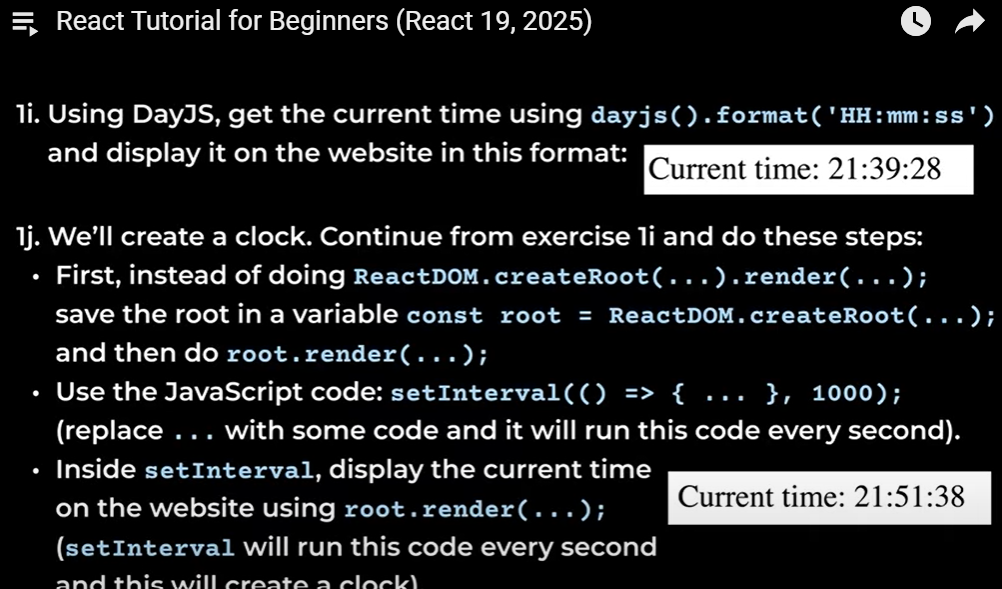 React Tutorial for Beginners (React 19, 2025)
1i. Using DayJS, get the current time using dayjs().format('HH:mm:ss')
and display it on the website in this format:
Current time: 21:39:28
1j. We’ll create a clock. Continue from exercise 1i and do these steps:
• First, instead of doing ReactDOM.createRoot(...).render(...);
save the root in a variable const root = ReactDOM.createRoot(...);
and then do root.render(...);
• Use the JavaScript code: setInterval(() => { ... }, 1000);
(replace ... with some code and it will run this code every second).
• Inside setInterval, display the current time
on the website using root.render(...);
Current time: 21:51:38
(setInterval will run this code every second
and this will create a clock)